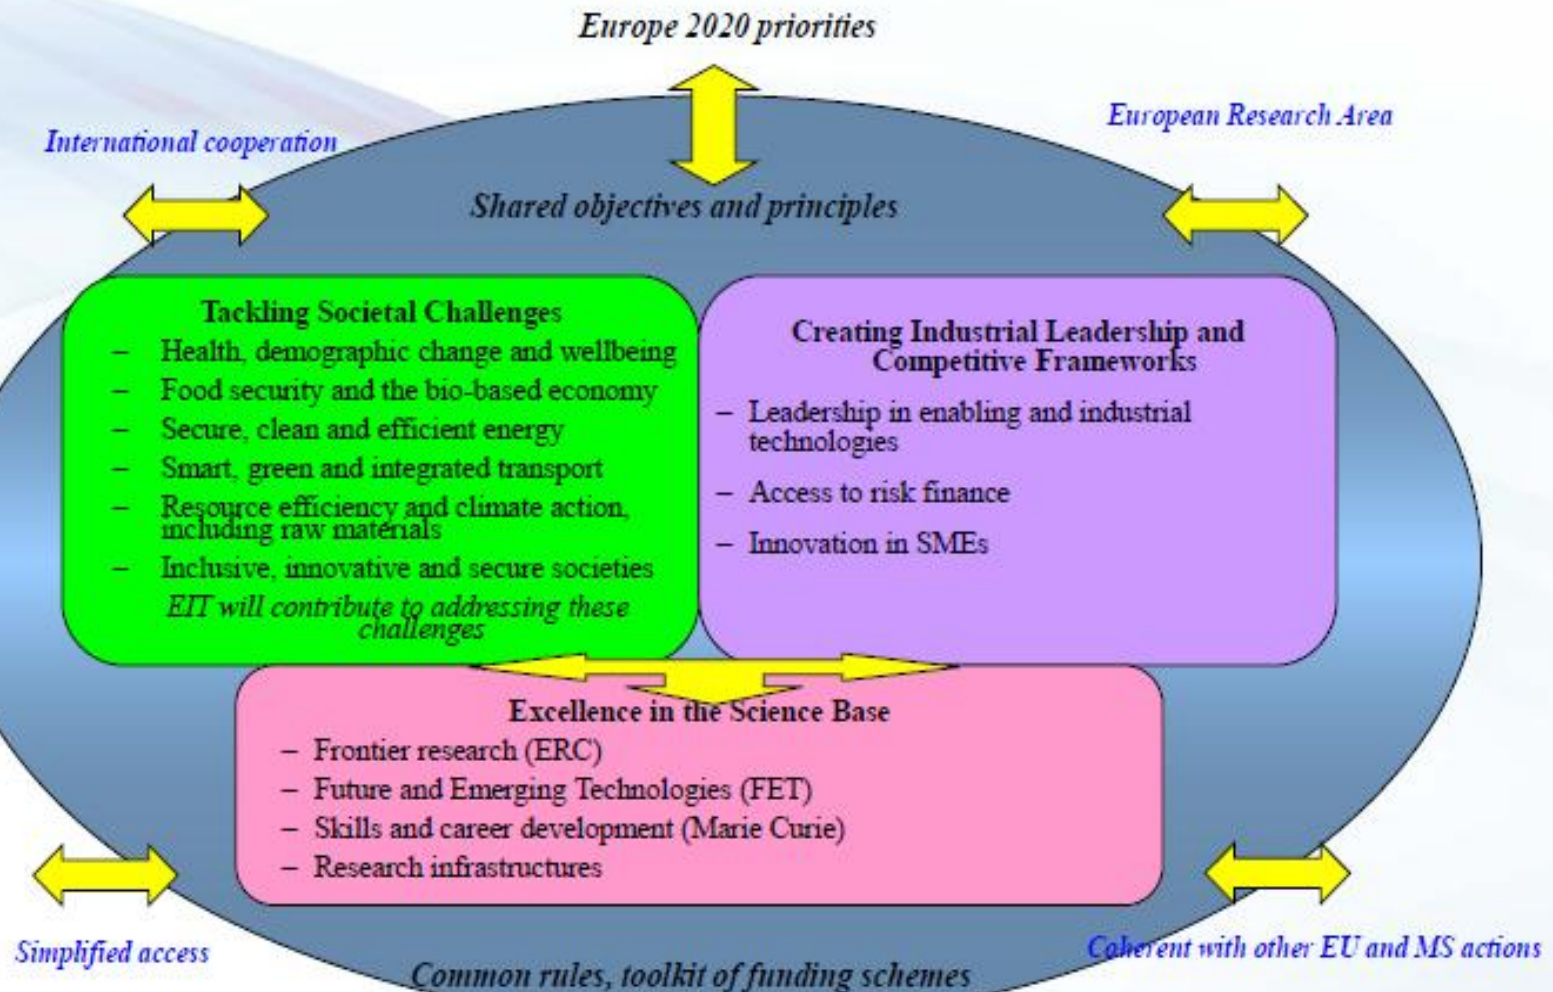 Europe 2020 priorities
International cooperation
European Research Area
Shared objectives and principles
Tackling Societal Challenges
– Health, demographic change and wellbeing
– Food security and the bio-based economy
– Secure, clean and efficient energy
– Smart, green and integrated transport
– Resource efficiency and climate action,
including raw materials
– Inclusive, innovative and secure societies
EIT will contribute to addressing these
challenges
Creating Industrial Leadership and
Competitive Frameworks
– Leadership in enabling and industrial
technologies
– Access to risk finance
– Innovation in SMEs
Excellence in the Science Base
– Frontier research (ERC)
– Future and Emerging Technologies (FET)
– Skills and career development (Marie Curie)
– Research infrastructures
Simplified access
Coherent with other EU and MS actions
Common rules, toolkit of funding schemes